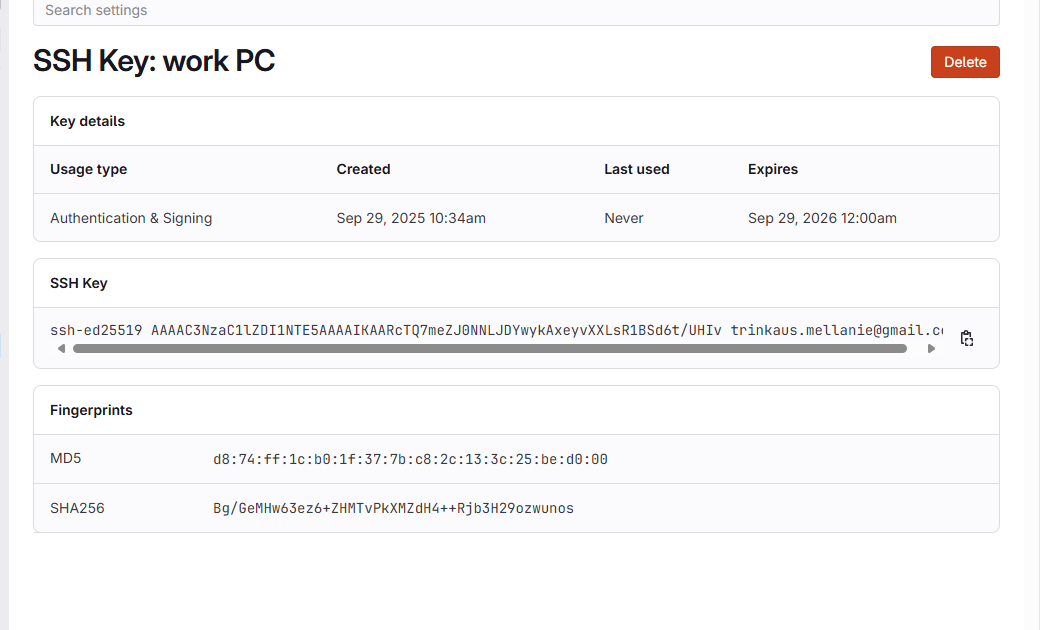 Search settings
SSH Key: work PC
Delete
Key details
Usage type Created Last used Expires
Authentication & Signing Sep 29, 2025 10:34am Never Sep 29, 2026 12:00am
SSH Key
ssh-ed25519 AAAAC3NzaC1lZDI1NTE5AAAAIKAARcTQ7meZJ0NNLJDYwykAxeyvXXLsR1BSd6t/UHIv trinkaus.mellanie@gmail.c
Fingerprints
MD5 d8:74:ff:1c:b0:1f:37:7b:c8:2c:13:3c:25:be:d0:00
SHA256 Bg/GeMHw63ez6+ZHMTvPkXMZdH4++Rjb3H29ozwunos